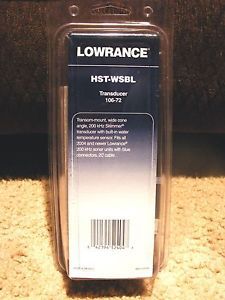 LOWRANCE
HST-WSBL
Transducer
106-72
Transom-mount, wide cone
angle, 200 kHz Skimmer®
transducer with built-in water
temperature sensor. Fits all
2004 and newer Lowrance®
200 kHz sonar units with blue
connectors. 20' cable.